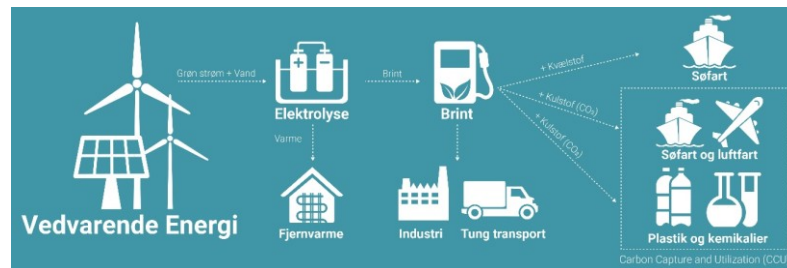 Vedvarende Energi
Grøn strøm + Vand
Elektrolyse
Varme
Fjernvarme
Brint
Brint
Industri
Tung transport
+ Kvælstof
Søfart
+ Kulstof (CO₂)
Søfart og luftfart
+ Kulstof (CO₂)
Plastik og kemikalier
Carbon Capture and Utilization (CCU